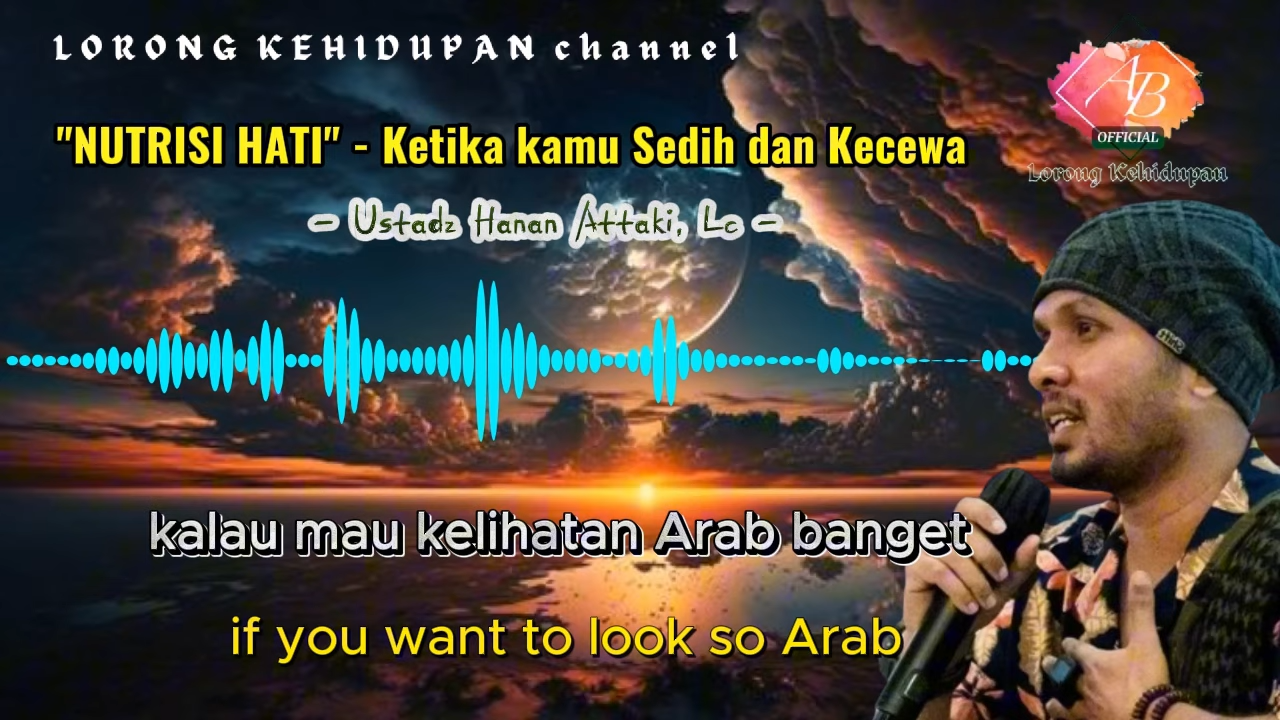 LORONG KEHIDUPAN channel
AB
OFFICIAL
Lorong Kehidupan
"NUTRISI HATI" - Ketika kamu Sedih dan Kecewa
- Ustadz Hanan Attaki, Lc -
kalau mau kelihatan Arab banget
if you want to look so Arab